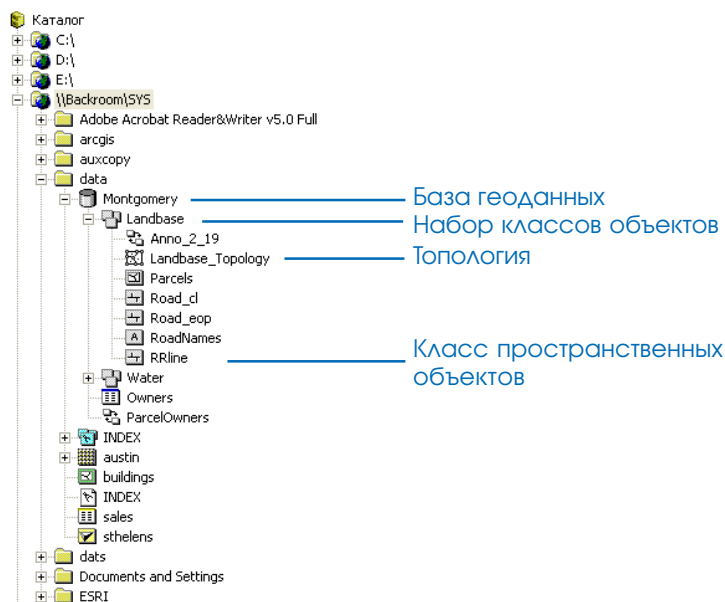 Каталог
C:\
D:\
E:\
\\Backroom\SYS
Adobe Acrobat Reader&Writer v5.0 Full
arcgis
auxcopy
data
Montgomery
База геоданных
Landbase
Набор классов объектов
Anno_2_19
Landbase_Topology
Топология
Parcels
Road_cl
Road_eop
A RoadNames
RRline
Класс пространственных
объектов
Water
Owners
ParcelOwners
INDEX
austin
buildings
INDEX
sales
sthelens
dats
Documents and Settings
ESRI